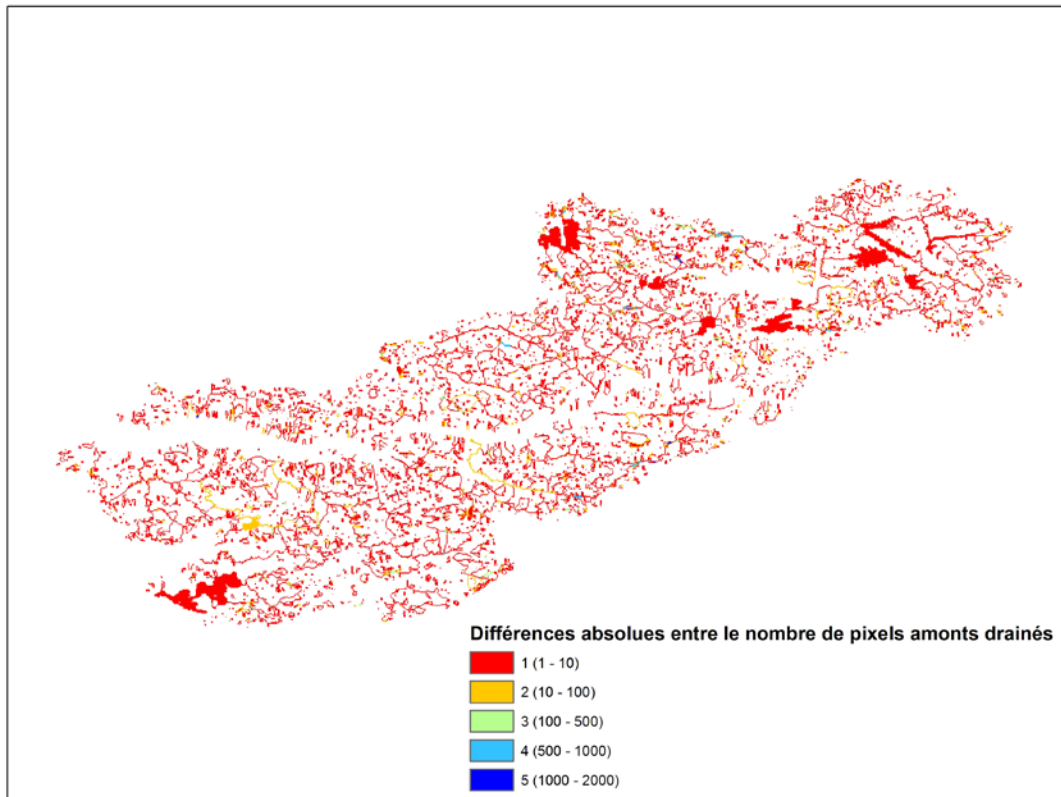 Différences absolues entre le nombre de pixels amonts drainés
1 (1 - 10)
2 (10 - 100)
3 (100 - 500)
4 (500 - 1000)
5 (1000 - 2000)